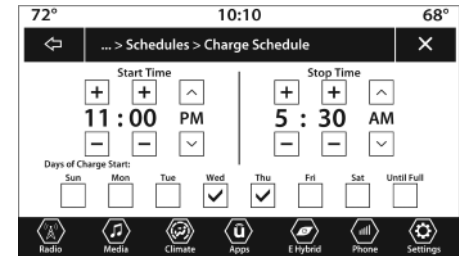 72° 10:10 68°
... > Schedules > Charge Schedule
Start Time Stop Time
11 : 00 PM 5 : 30 AM
Days of Charge Start:
Sun Mon Tue Wed Thu Fri Sat Until Full
Radio Media Climate Apps E Hybrid Phone Settings